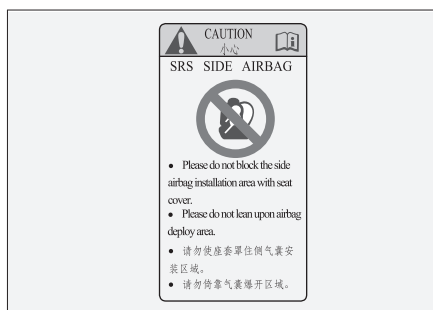 CAUTION
小心
SRS SIDE AIRBAG
• Please do not block the side
airbag installation area with seat
cover.
• Please do not lean upon airbag
deploy area.
• 请勿使座套罩住侧气囊安
装区域。
• 请勿倚靠气囊爆开区域。